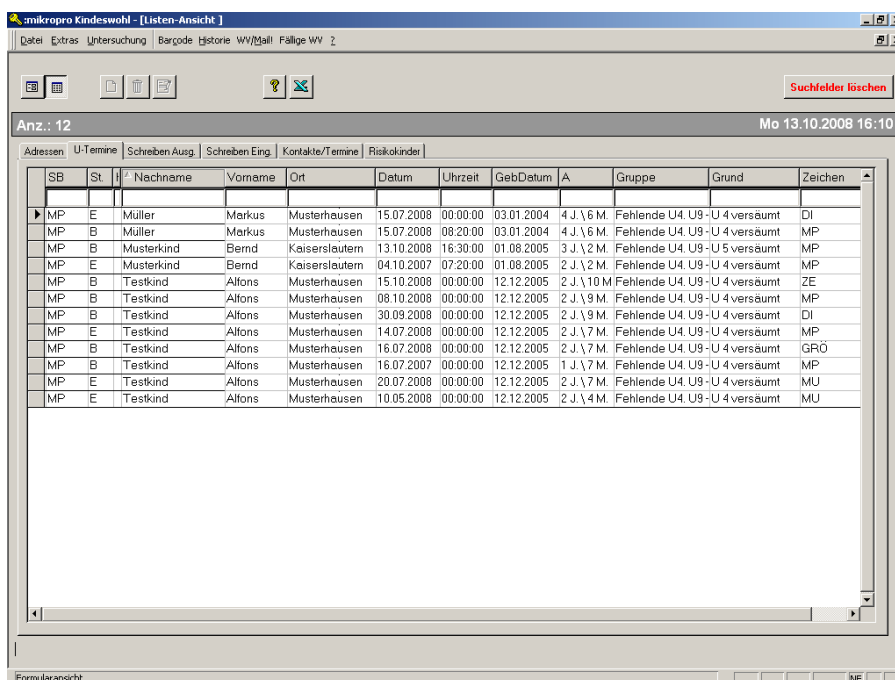 :mikropro Kindeswohl - [Listen-Ansicht ]
Datei Extras Untersuchung Barcode Historie WV/Mail! Fällige WV ?
Suchfelder löschen
Anz.: 12 Mo 13.10.2008 16:10
Adressen U-Termine Schreiben Ausg. Schreiben Eing. Kontakte/Termine Risikokinder
SB St. Nachname Vorname Ort Datum Uhrzeit GebDatum A Gruppe Grund Zeichen
MP E Müller Markus Musterhausen 15.07.2008 00:00:00 03.01.2004 4 J. \ 6 M. Fehlende U4. U9 - U 4 versäumt DI
MP B Müller Markus Musterhausen 15.07.2008 08:20:00 03.01.2004 4 J. \ 6 M. Fehlende U4. U9 - U 4 versäumt MP
MP B Musterkind Bernd Kaiserslautern 13.10.2008 16:30:00 01.08.2005 3 J. \ 2 M. Fehlende U4. U9 - U 5 versäumt MP
MP E Musterkind Bernd Kaiserslautern 04.10.2007 07:20:00 01.08.2005 2 J. \ 2 M. Fehlende U4. U9 - U 4 versäumt MP
MP B Testkind Alfons Musterhausen 15.10.2008 00:00:00 12.12.2005 2 J. \ 10 M Fehlende U4. U9 - U 4 versäumt ZE
MP B Testkind Alfons Musterhausen 08.10.2008 00:00:00 12.12.2005 2 J. \ 9 M. Fehlende U4. U9 - U 4 versäumt MP
MP B Testkind Alfons Musterhausen 30.09.2008 00:00:00 12.12.2005 2 J. \ 9 M. Fehlende U4. U9 - U 4 versäumt DI
MP E Testkind Alfons Musterhausen 14.07.2008 00:00:00 12.12.2005 2 J. \ 7 M. Fehlende U4. U9 - U 4 versäumt MP
MP B Testkind Alfons Musterhausen 16.07.2008 00:00:00 12.12.2005 2 J. \ 7 M. Fehlende U4. U9 - U 4 versäumt GRÖ
MP B Testkind Alfons Musterhausen 16.07.2007 00:00:00 12.12.2005 1 J. \ 7 M. Fehlende U4. U9 - U 4 versäumt MP
MP E Testkind Alfons Musterhausen 20.07.2008 00:00:00 12.12.2005 2 J. \ 7 M. Fehlende U4. U9 - U 4 versäumt MU
MP E Testkind Alfons Musterhausen 10.05.2008 00:00:00 12.12.2005 2 J. \ 4 M. Fehlende U4. U9 - U 4 versäumt MU
Formularansicht NF